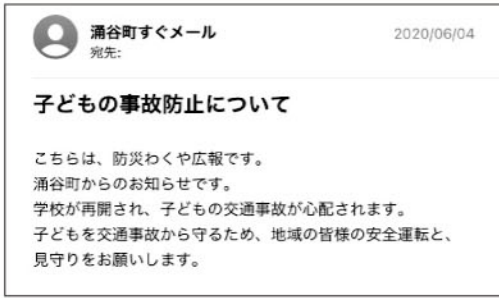 涌谷町すぐメール 2020/06/04
宛先:
子どもの事故防止について
こちらは、防災わくや広報です。
涌谷町からのお知らせです。
学校が再開され、子どもの交通事故が心配されます。
子どもを交通事故から守るため、地域の皆様の安全運転と、
見守りをお願いします。